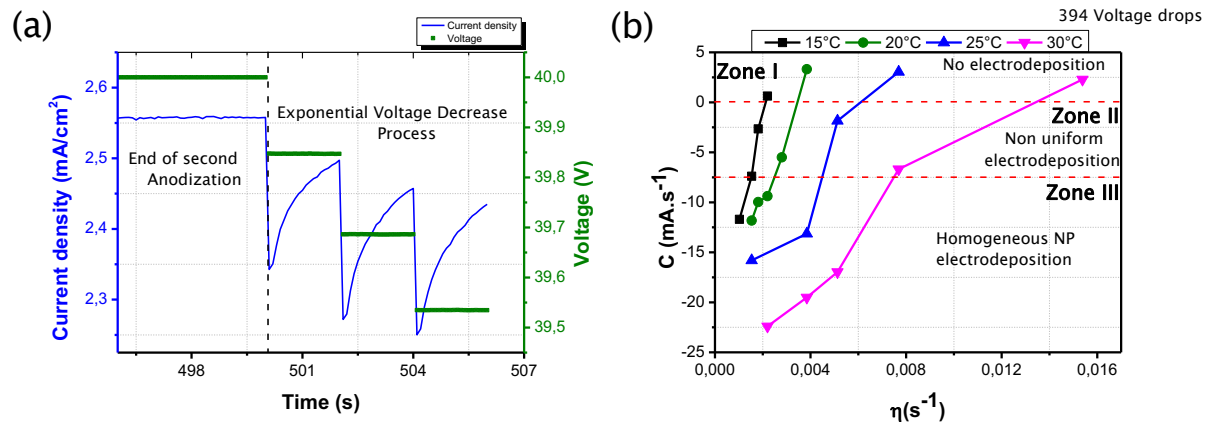 (a)
Current density
Voltage
Current density (mA/cm²)
2,6
2,5
2,4
2,3
End of second
Anodization
Exponential Voltage Decrease
Process
40,0
39,9
39,8
39,7
39,6
39,5
Voltage (V)
498
501
504
507
Time (s)
(b)
394 Voltage drops
15°C
20°C
25°C
30°C
C (mA.s⁻¹)
5
0
-5
-10
-15
-20
-25
Zone I
No electrodeposition
Zone II
Non uniform
electrodeposition
Zone III
Homogeneous NP
electrodeposition
0,000
0,004
0,008
0,012
0,016
η(s⁻¹)